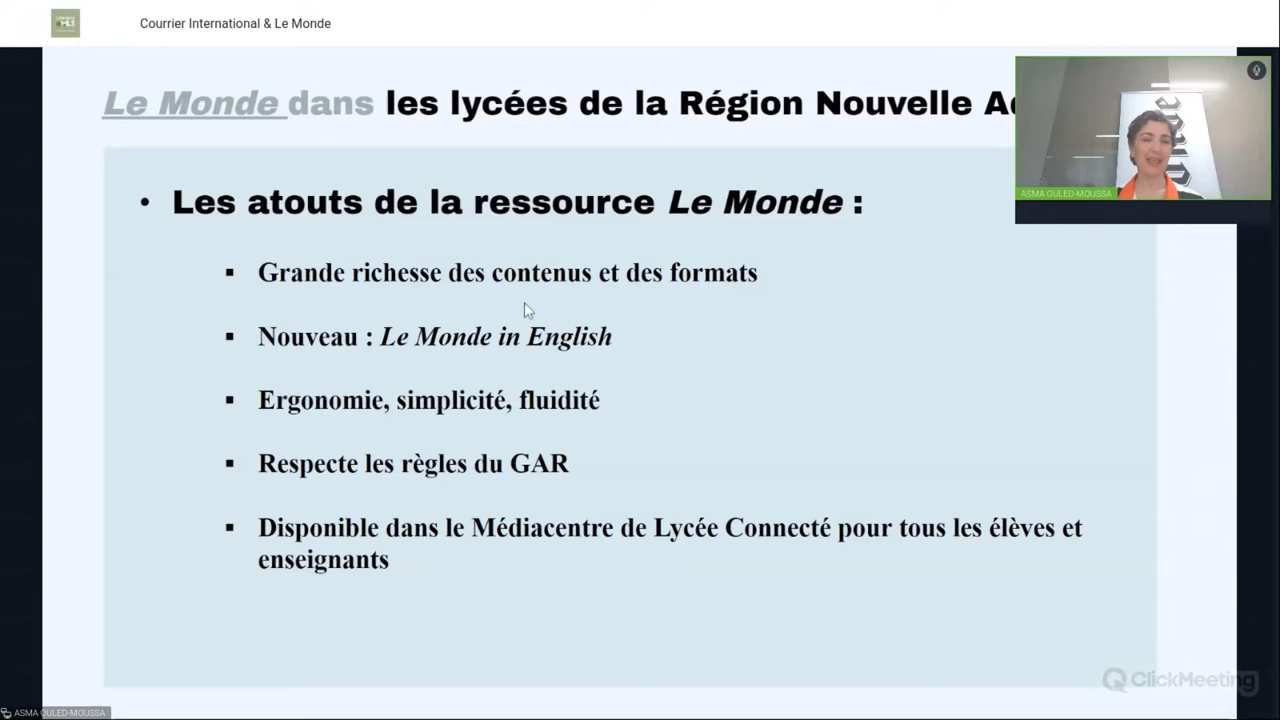 Courrier International & Le Monde
Le Monde dans les lycées de la Région Nouvelle
ASMA OULED-MOUSSA
• Les atouts de la ressource Le Monde :
▪ Grande richesse des contenus et des formats
▪ Nouveau : Le Monde in English
▪ Ergonomie, simplicité, fluidité
▪ Respecte les règles du GAR
▪ Disponible dans le Médiacentre de Lycée Connecté pour tous les élèves et
enseignants
ClickMeeting
ASMA OULED-MOUSSA